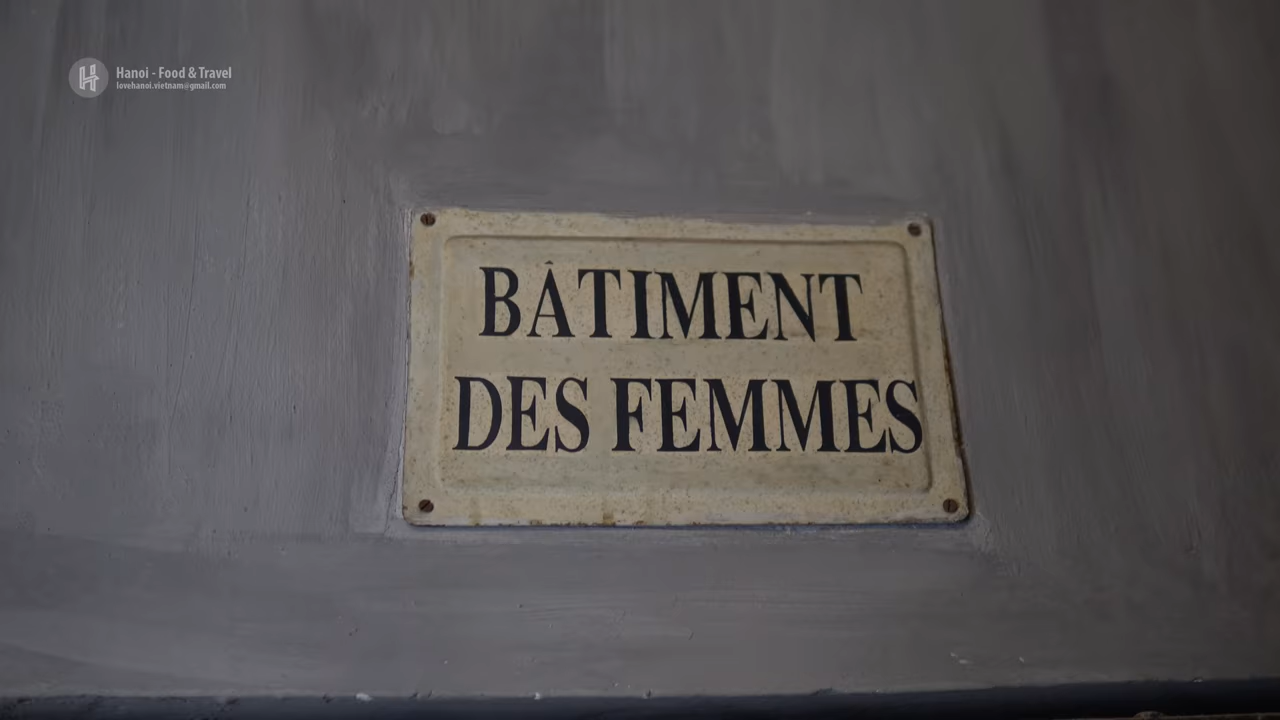 Hanoi - Food & Travel
lovehanoi.vietnam@gmail.com
BÂTIMENT
DES FEMMES